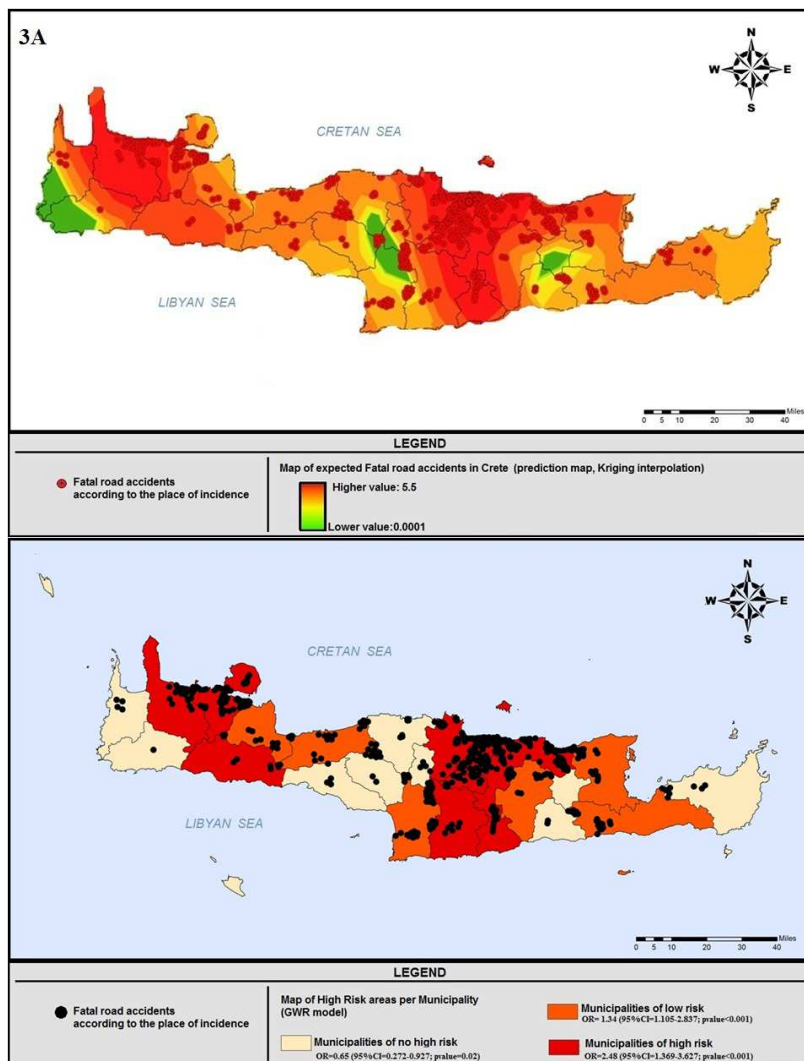 3A
N
W E
S
CRETAN SEA
LIBYAN SEA
Miles
0 5 10 20 30 40
LEGEND
Fatal road accidents
according to the place of incidence
Map of expected Fatal road accidents in Crete (prediction map, Kriging interpolation)
Higher value: 5.5
Lower value:0.0001
N
W E
S
CRETAN SEA
LIBYAN SEA
Miles
0 5 10 20 30 40
LEGEND
Fatal road accidents
according to the place of incidence
Map of High Risk areas per Municipality
(GWR model)
Municipalities of no high risk
OR=0.65 (95%CI=0.272-0.927; pvalue=0.02)
Municipalities of low risk
OR= 1.34 (95%CI=1.105-2.837; pvalue<0.001)
Municipalities of high risk
OR=2.48 (95%CI=1.369-3.627; pvalue<0.001)